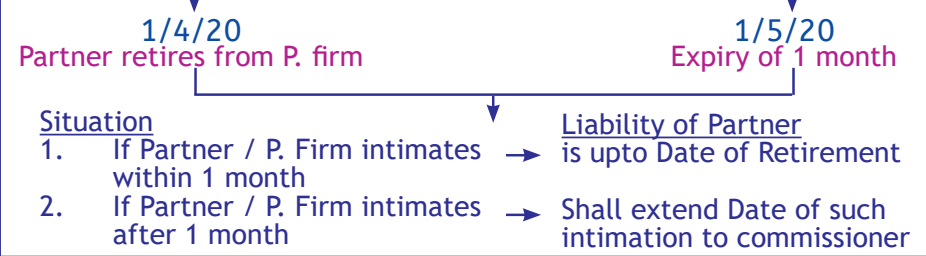 1/4/20 1/5/20
Partner retires from P. firm Expiry of 1 month
Situation Liability of Partner
1. If Partner / P. Firm intimates is upto Date of Retirement
within 1 month
2. If Partner / P. Firm intimates Shall extend Date of such
after 1 month intimation to commissioner